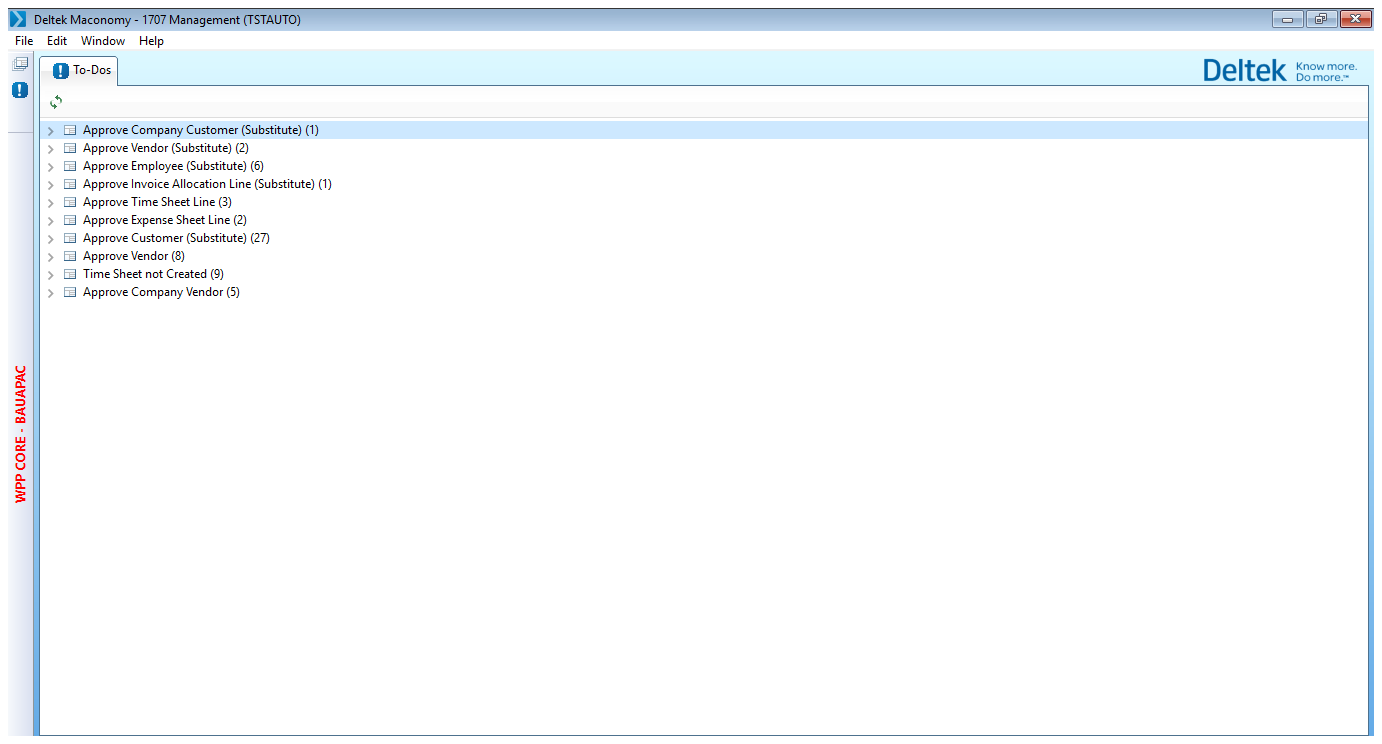 Deltek Maconomy - 1707 Management (TSTAUTO)
File Edit Window Help
To-Dos
Deltek Know more.
Do more.™
Approve Company Customer (Substitute) (1)
Approve Vendor (Substitute) (2)
Approve Employee (Substitute) (6)
Approve Invoice Allocation Line (Substitute) (1)
Approve Time Sheet Line (3)
Approve Expense Sheet Line (2)
Approve Customer (Substitute) (27)
Approve Vendor (8)
Time Sheet not Created (9)
Approve Company Vendor (5)
WPP CORE - BAUAPAC